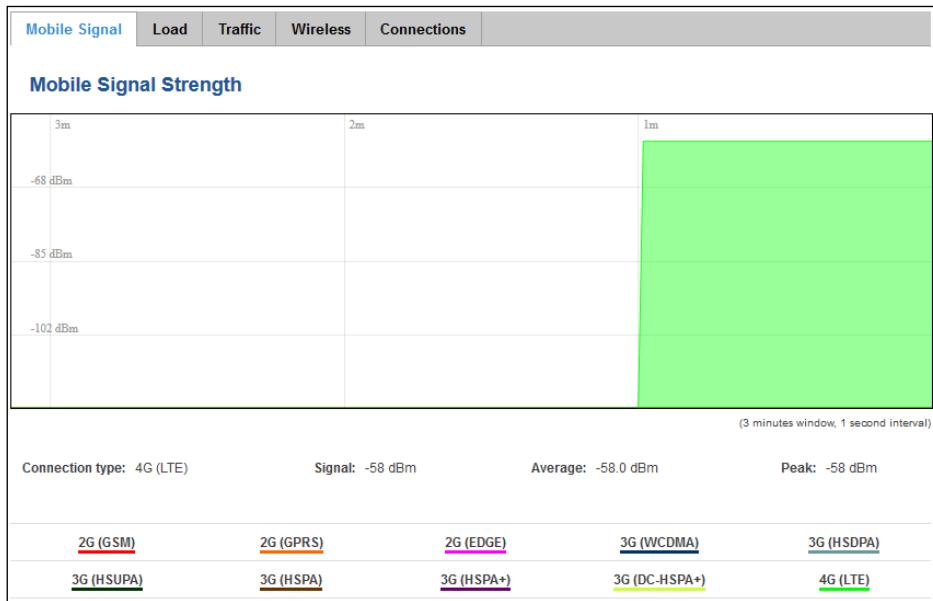 Mobile Signal Load Traffic Wireless Connections
Mobile Signal Strength
3m 2m 1m
-68 dBm
-85 dBm
-102 dBm
(3 minutes window, 1 second interval)
Connection type: 4G (LTE) Signal: -58 dBm Average: -58.0 dBm Peak: -58 dBm
2G (GSM) 2G (GPRS) 2G (EDGE) 3G (WCDMA) 3G (HSDPA)
3G (HSUPA) 3G (HSPA) 3G (HSPA+) 3G (DC-HSPA+) 4G (LTE)